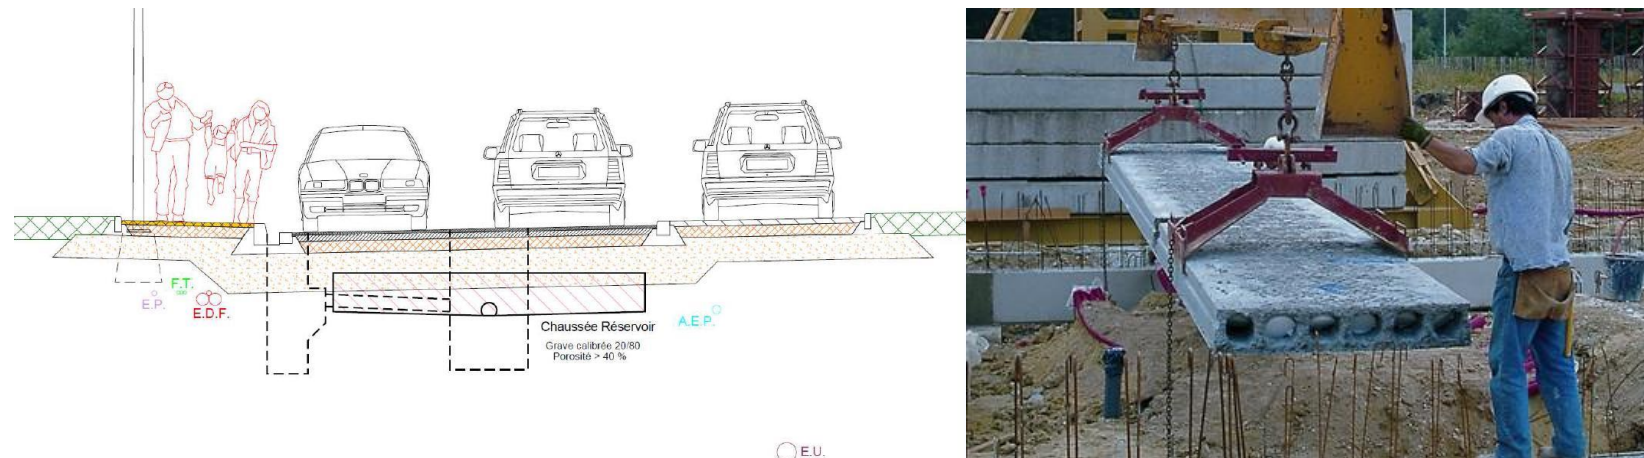 F.T.
E.P.
E.D.F.
Chaussée Réservoir
Grave calibrée 20/80
Porosité > 40 %
A.E.P.
E.U.